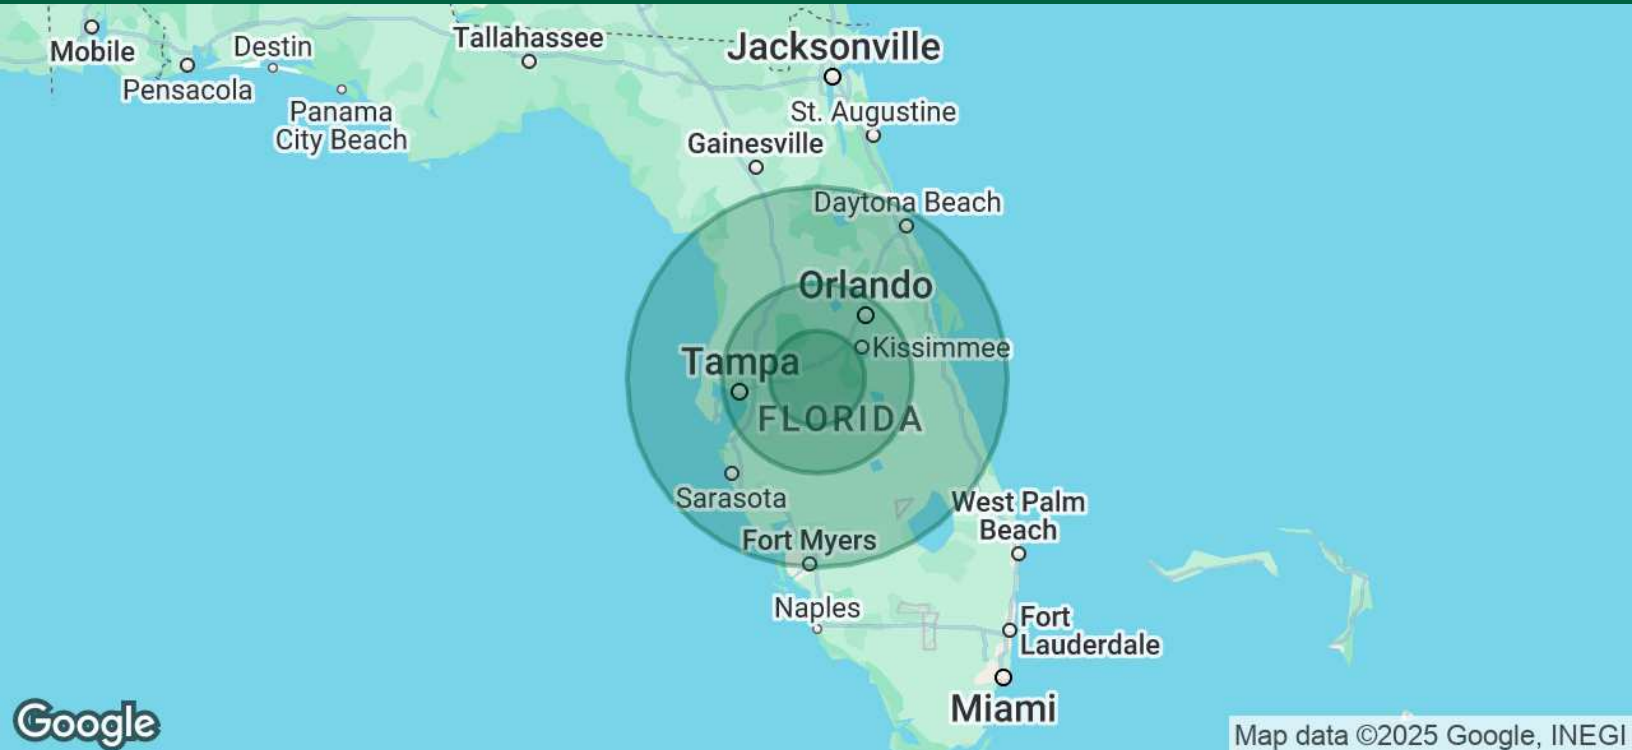 Mobile
Destin
Tallahassee
Jacksonville
Pensacola
Panama
City Beach
St. Augustine
Gainesville
Daytona Beach
Orlando
Kissimmee
Tampa
FLORIDA
Sarasota
West Palm
Beach
Fort Myers
Naples
Fort
Lauderdale
Miami
Google
Map data ©2025 Google, INEGI